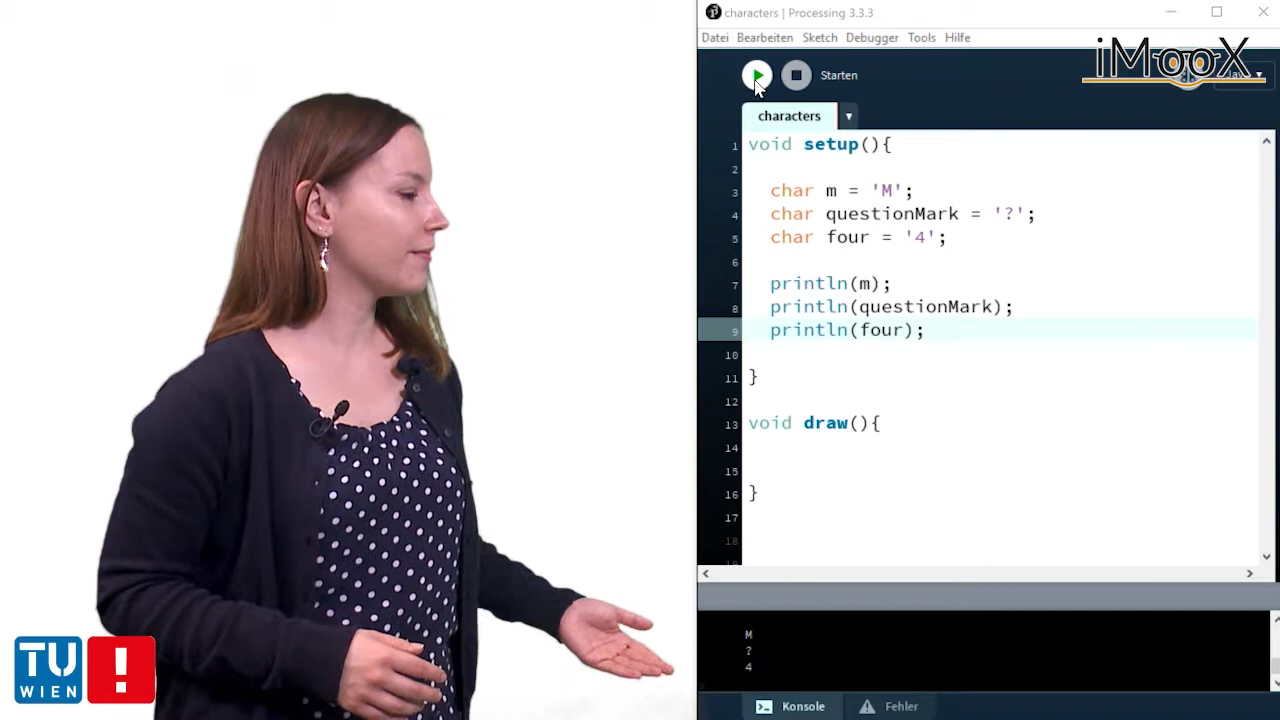 characters | Processing 3.3.3
Datei Bearbeiten Sketch Debugger Tools Hilfe
iMooX
Starten
characters
1 void setup(){
2
3 char m = 'M';
4 char questionMark = '?';
5 char four = '4';
6
7 println(m);
8 println(questionMark);
9 println(four);
10
11 }
12
13 void draw(){
14
15
16 }
17
18
M
?
4
Konsole Fehler
TU
WIEN
!